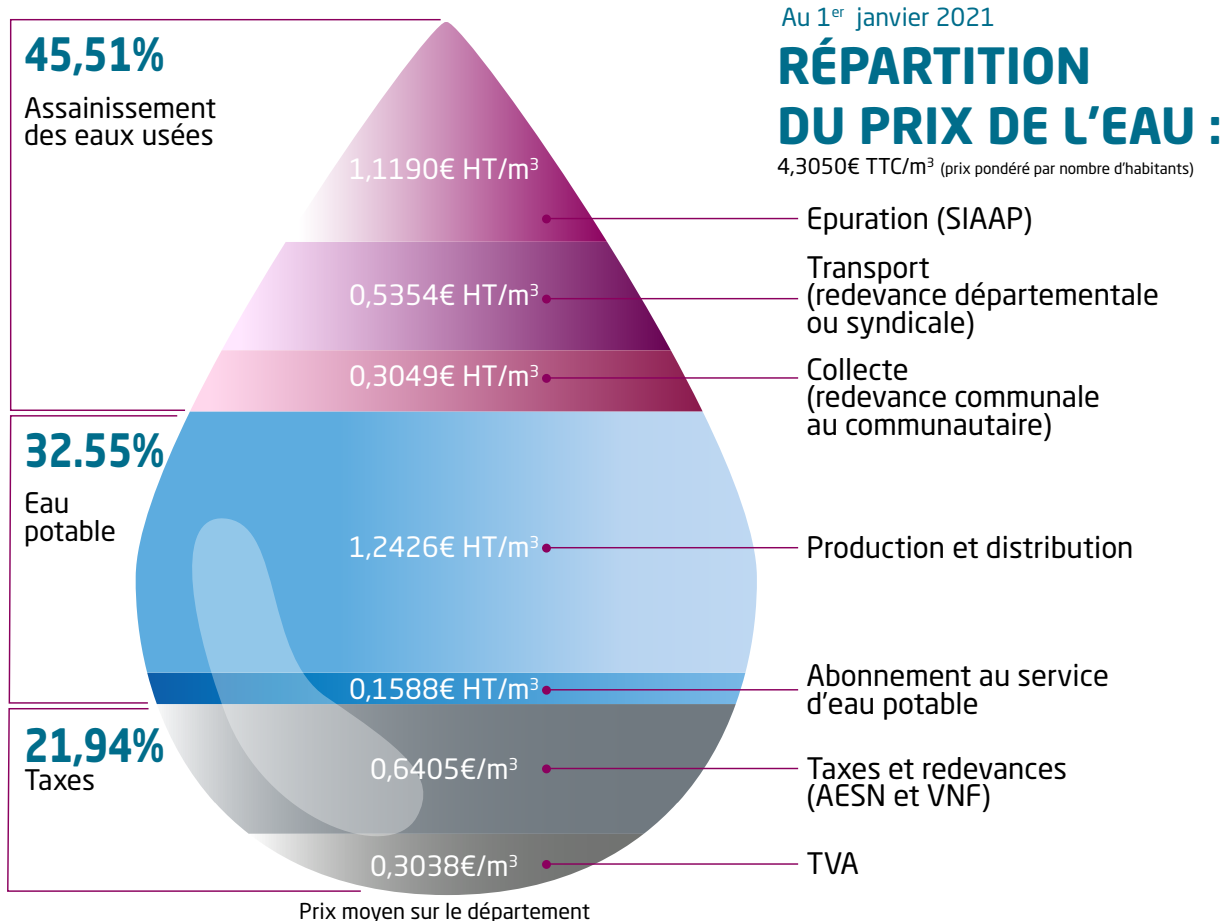 Au 1er janvier 2021
RÉPARTITION
DU PRIX DE L'EAU :
4,3050€ TTC/m³ (prix pondéré par nombre d'habitants)
45,51%
Assainissement
des eaux usées
1,1190€ HT/m³
Epuration (SIAAP)
0,5354€ HT/m³
Transport
(redevance départementale
ou syndicale)
0,3049€ HT/m³
Collecte
(redevance communale
au communautaire)
32.55%
Eau
potable
1,2426€ HT/m³
Production et distribution
0,1588€ HT/m³
Abonnement au service
d'eau potable
21,94%
Taxes
0,6405€/m³
Taxes et redevances
(AESN et VNF)
0,3038€/m³
TVA
Prix moyen sur le département